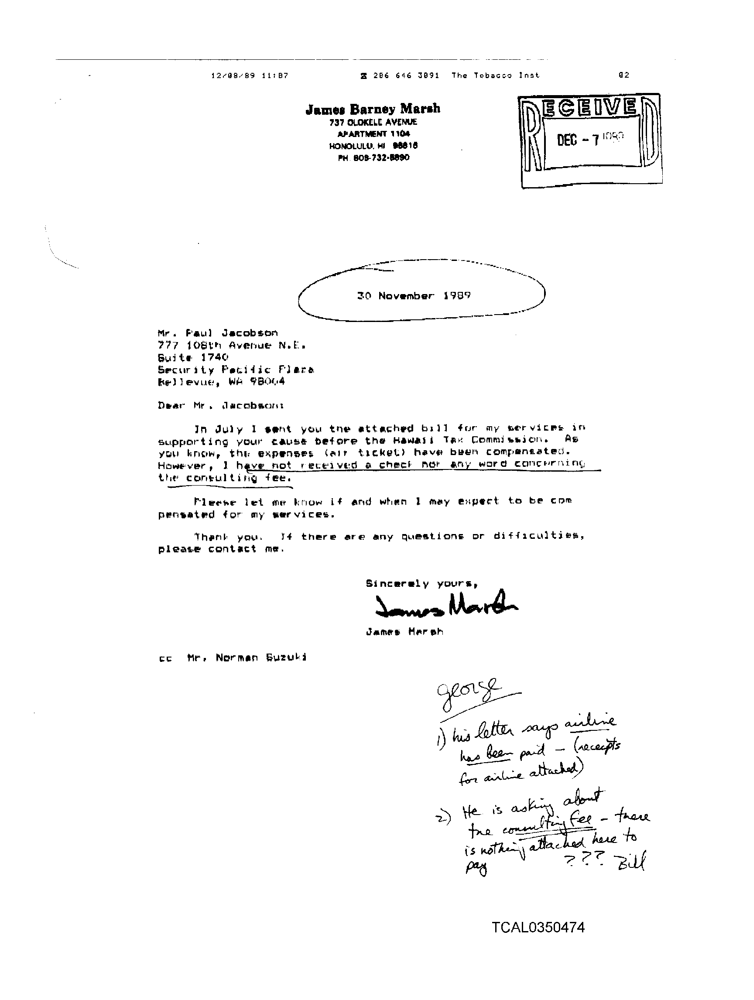 12/08/89 11:07 ☎ 206 646 3091 The Tobacco Inst 02
James Barney Marsh
737 OLOKELE AVENUE
APARTMENT 1104
HONOLULU, HI 96816
PH. 808-732-8890
RECEIVED
DEC - 7 1989
30 November 1989
Mr. Paul Jacobson
777 108th Avenue N.E.
Suite 1740
Security Pacific Plaza
Bellevue, WA 98004
Dear Mr. Jacobson:
In July I sent you the attached bill for my services in
supporting your cause before the Hawaii Tax Commission. As
you know, the expenses (air ticket) have been compensated.
However, I have not received a check nor any word concerning
the consulting fee.
Please let me know if and when I may expect to be com
pensated for my services.
Thank you. If there are any questions or difficulties,
please contact me.
Sincerely yours,
James Marsh
James Marsh
cc Mr. Norman Suzuki
george
1) his letter says airline
has been paid - (receipts
for airline attached)
2) He is asking about
the consulting fee - there
is nothing attached here to
pay ??? Bill
TCAL0350474